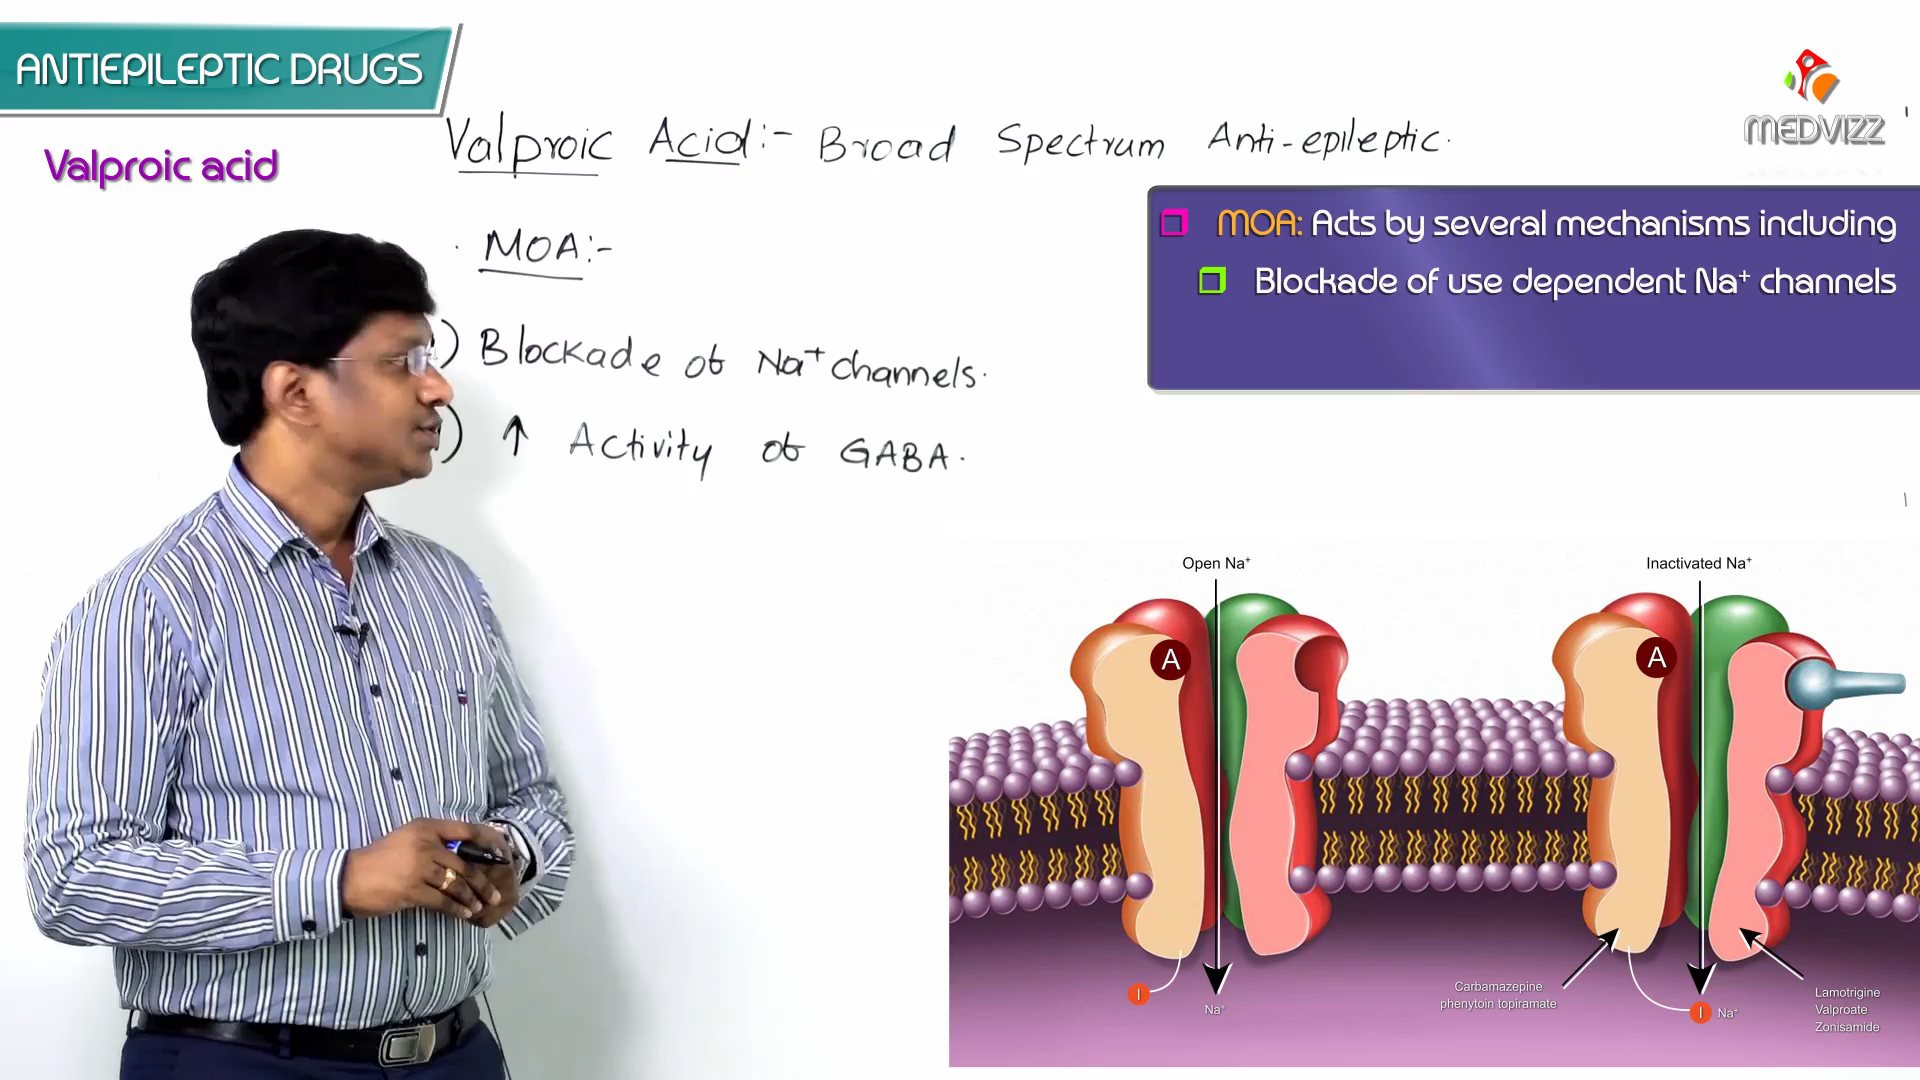 ANTIEPILEPTIC DRUGS
Valproic acid
MEDVIZZ
Valproic Acid:- Broad Spectrum Anti-epileptic.
MOA: Acts by several mechanisms including
Blockade of use dependent Na⁺ channels
· MOA:-
) Blockade of Na⁺ channels.
) ↑ Activity of GABA.
Open Na⁺
Inactivated Na⁺
A
A
Carbamazepine
phenytoin topiramate
Lamotrigine
Valproate
Zonisamide
I
Na⁺
I
Na⁺